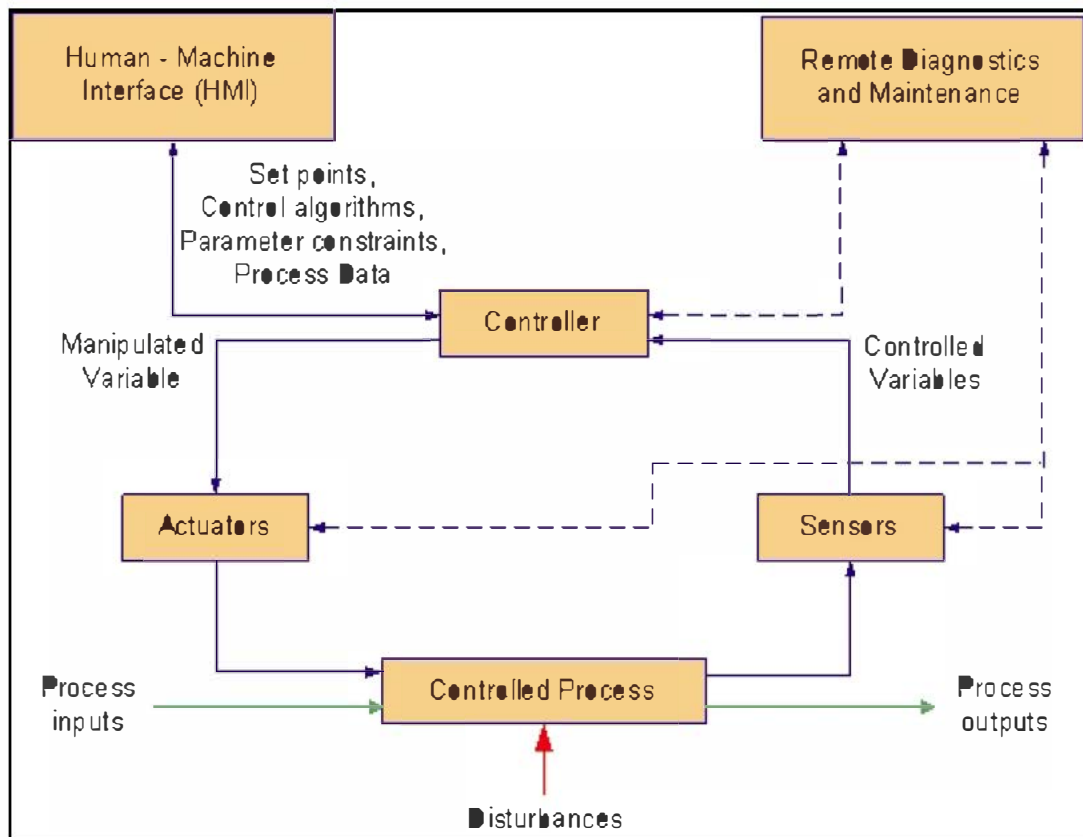 Human - Machine
Interface (HMI)
Remote Diagnostics
and Maintenance
Set points,
Control algorithms,
Parameter constraints,
Process Data
Controller
Manipulated
Variable
Controlled
Variables
Actuators
Sensors
Controlled Process
Process
inputs
Process
outputs
Disturbances